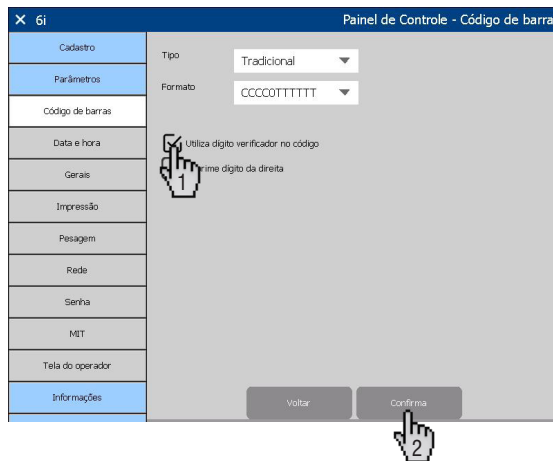 6i
Painel de Controle - Código de barra
Cadastro
Parâmetros
Código de barras
Data e hora
Gerais
Impressão
Pesagem
Rede
Senha
MIT
Tela do operador
Informações
Tipo
Tradicional
Formato
CCCC0TTTTTT
Utiliza dígito verificador no código
rime dígito da direita
1
Voltar
Confirma
2